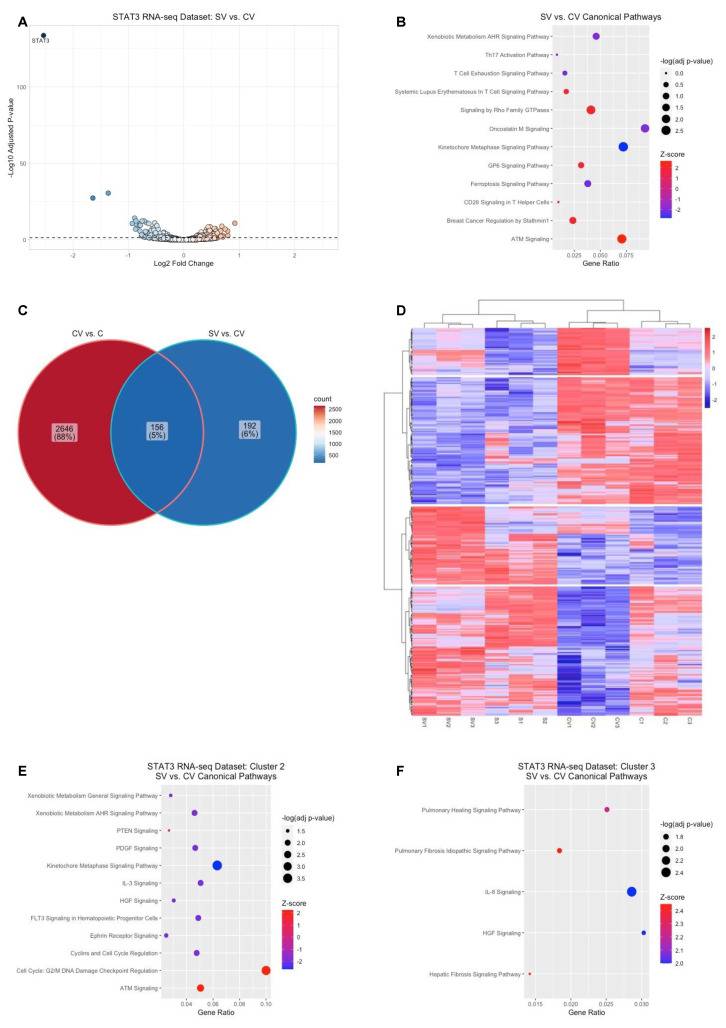 A
STAT3 RNA-seq Dataset: SV vs. CV
STAT3
-Log10 Adjusted P-value
100
50
0
-2
-1
0
1
2
Log2 Fold Change
B
SV vs. CV Canonical Pathways
Xenobiotic Metabolism AHR Signaling Pathway
Th17 Activation Pathway
T Cell Exhaustion Signaling Pathway
Systemic Lupus Erythematosus In T Cell Signaling Pathway
Signaling by Rho Family GTPases
Oncostatin M Signaling
Kinetochore Metaphase Signaling Pathway
GP6 Signaling Pathway
Ferroptosis Signaling Pathway
CD28 Signaling in T Helper Cells
Breast Cancer Regulation by Stathmin1
ATM Signaling
0.025
0.050
0.075
Gene Ratio
-log(adj p-value)
0.0
0.5
1.0
1.5
2.0
2.5
Z-score
2
1
0
-1
-2
C
CV vs. C
SV vs. CV
2646
(88%)
156
(5%)
192
(6%)
count
2500
2000
1500
1000
500
D
2
1
0
-1
-2
SV1
SV2
SV3
S3
S1
S2
CV1
CV2
CV3
C1
C2
C3
E
STAT3 RNA-seq Dataset: Cluster 2
SV vs. CV Canonical Pathways
Xenobiotic Metabolism General Signaling Pathway
Xenobiotic Metabolism AHR Signaling Pathway
PTEN Signaling
PDGF Signaling
Kinetochore Metaphase Signaling Pathway
IL-3 Signaling
HGF Signaling
FLT3 Signaling in Hematopoietic Progenitor Cells
Ephrin Receptor Signaling
Cyclins and Cell Cycle Regulation
Cell Cycle: G2/M DNA Damage Checkpoint Regulation
ATM Signaling
0.04
0.06
0.08
0.10
Gene Ratio
-log(adj p-value)
1.5
2.0
2.5
3.0
3.5
Z-score
2
1
0
-1
-2
F
STAT3 RNA-seq Dataset: Cluster 3
SV vs. CV Canonical Pathways
Pulmonary Healing Signaling Pathway
Pulmonary Fibrosis Idiopathic Signaling Pathway
IL-8 Signaling
HGF Signaling
Hepatic Fibrosis Signaling Pathway
0.015
0.020
0.025
0.030
Gene Ratio
-log(adj p-value)
1.8
2.0
2.2
2.4
Z-score
2.4
2.3
2.2
2.1
2.0